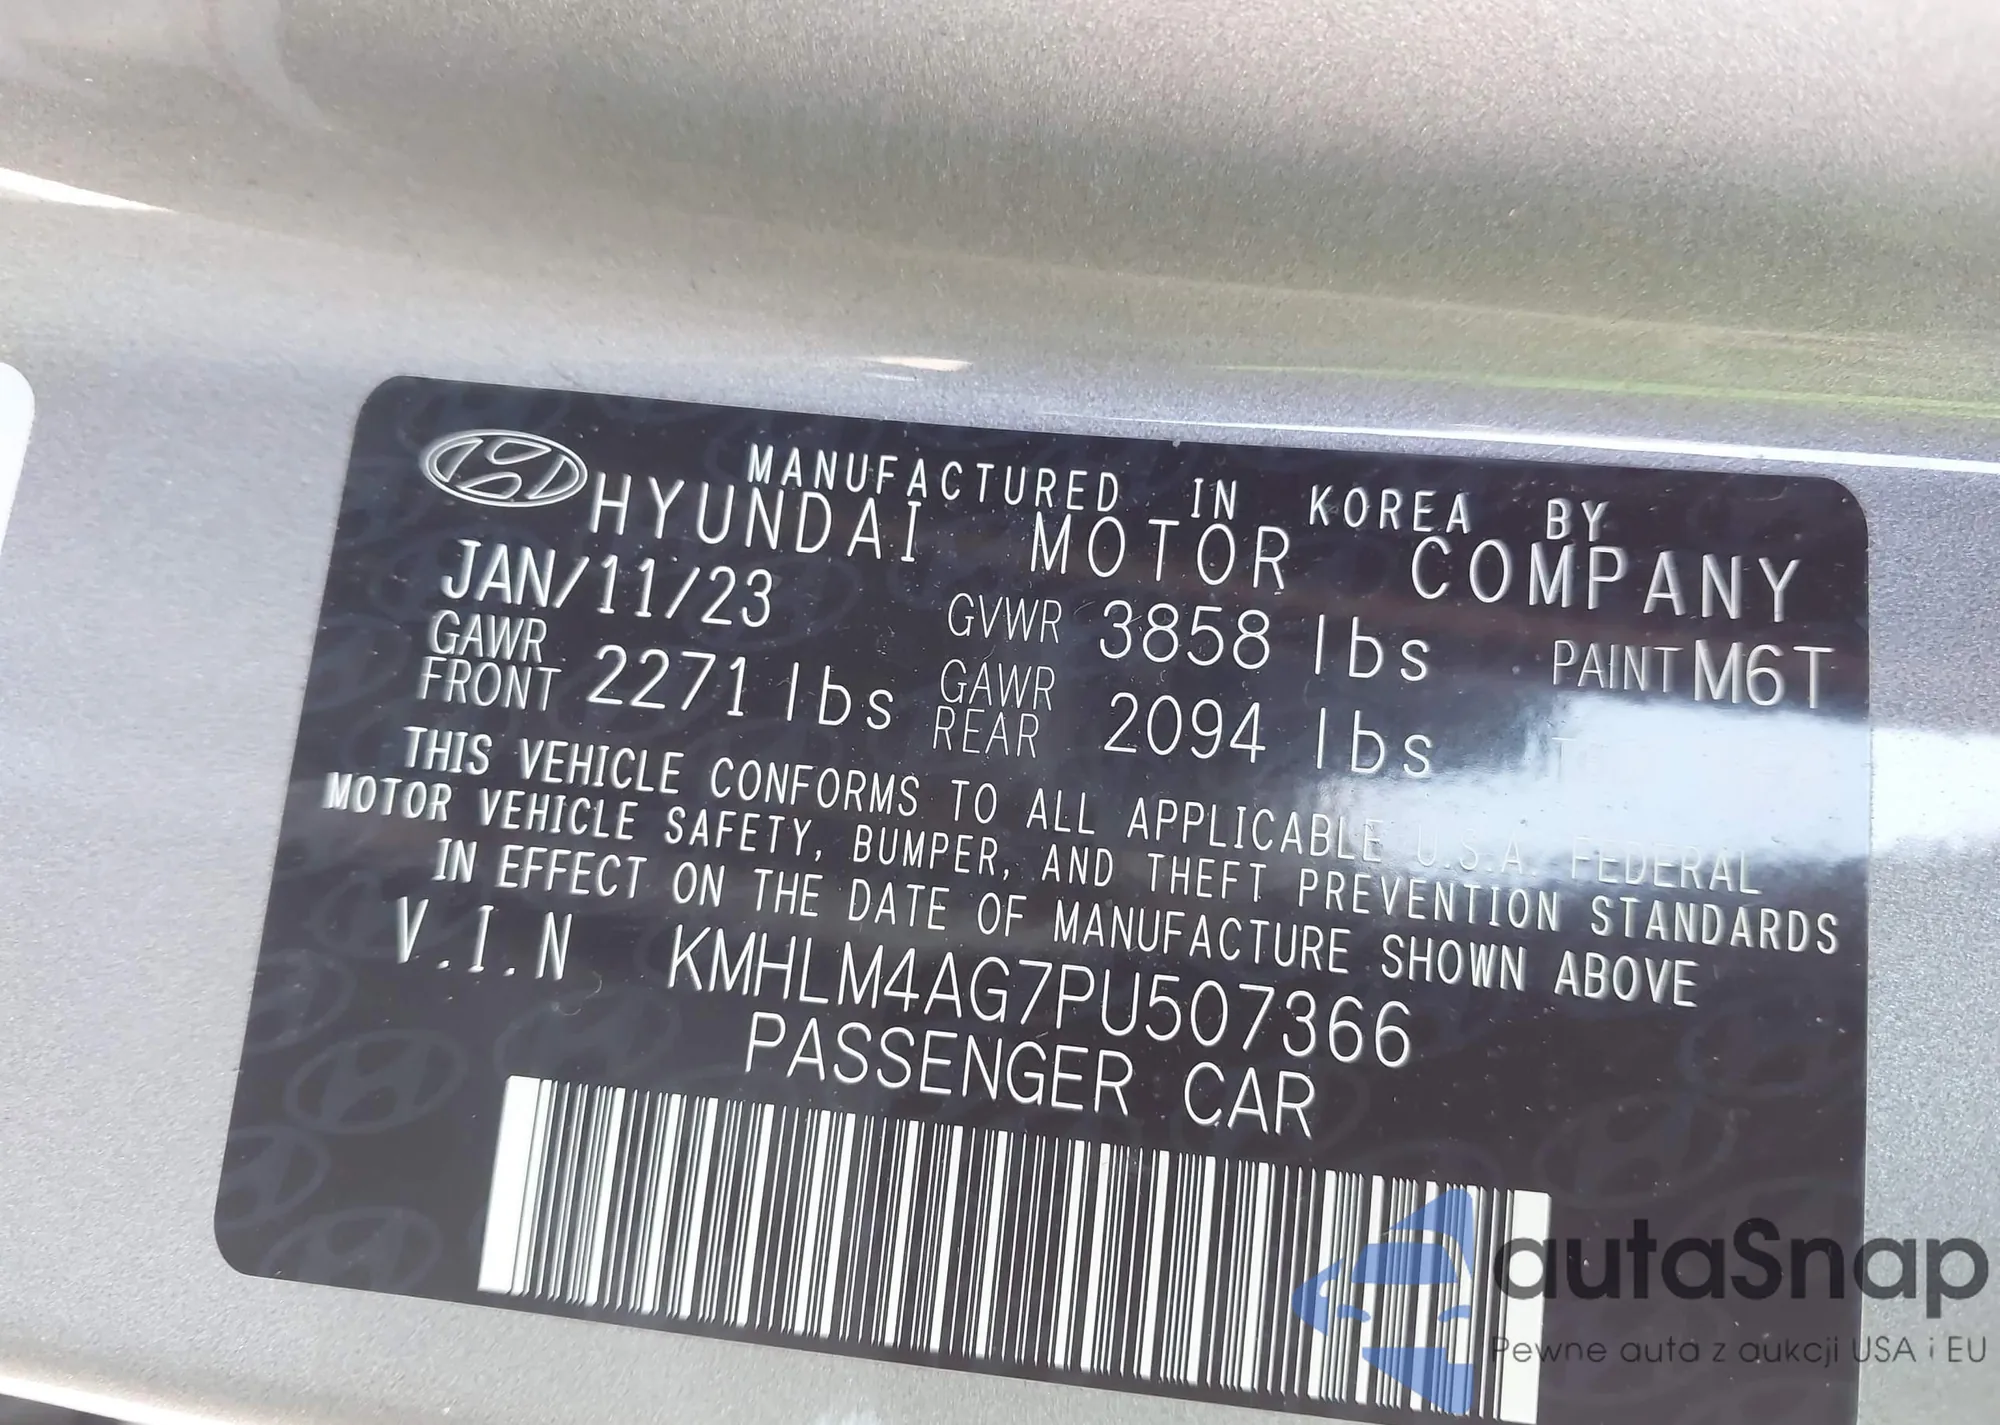 MANUFACTURED IN KOREA BY
HYUNDAI MOTOR COMPANY
JAN/11/23 GVWR 3858 lbs PAINT M6T
GAWR FRONT 2271 lbs GAWR REAR 2094 lbs T
THIS VEHICLE CONFORMS TO ALL APPLICABLE U.S.A. FEDERAL
MOTOR VEHICLE SAFETY, BUMPER, AND THEFT PREVENTION STANDARDS
IN EFFECT ON THE DATE OF MANUFACTURE SHOWN ABOVE
V.I.N KMHLM4AG7PU507366
PASSENGER CAR
autaSnap
Pewne auta z aukcji USA i EU